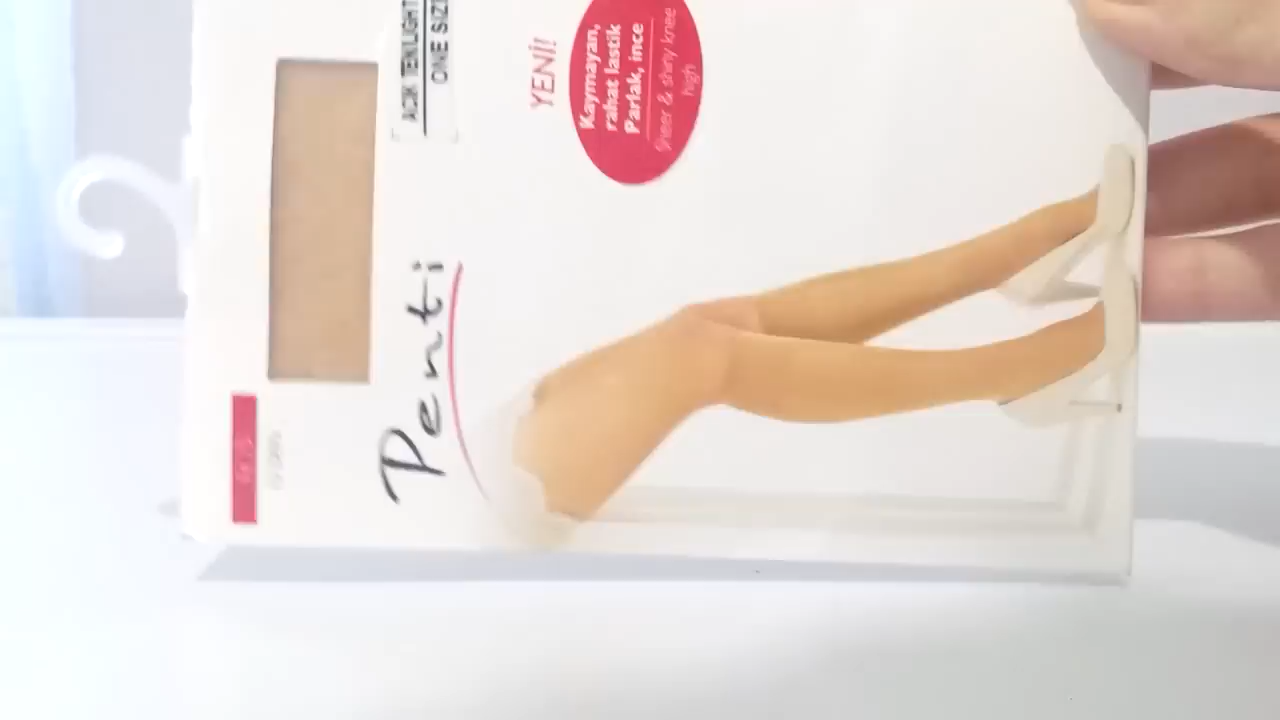 AÇIK TEN/LIGHT
ONE SIZE
YENİ!
Kaymayan,
rahat lastik
Parlak, ince
Sheer & shiny knee
high
Penti